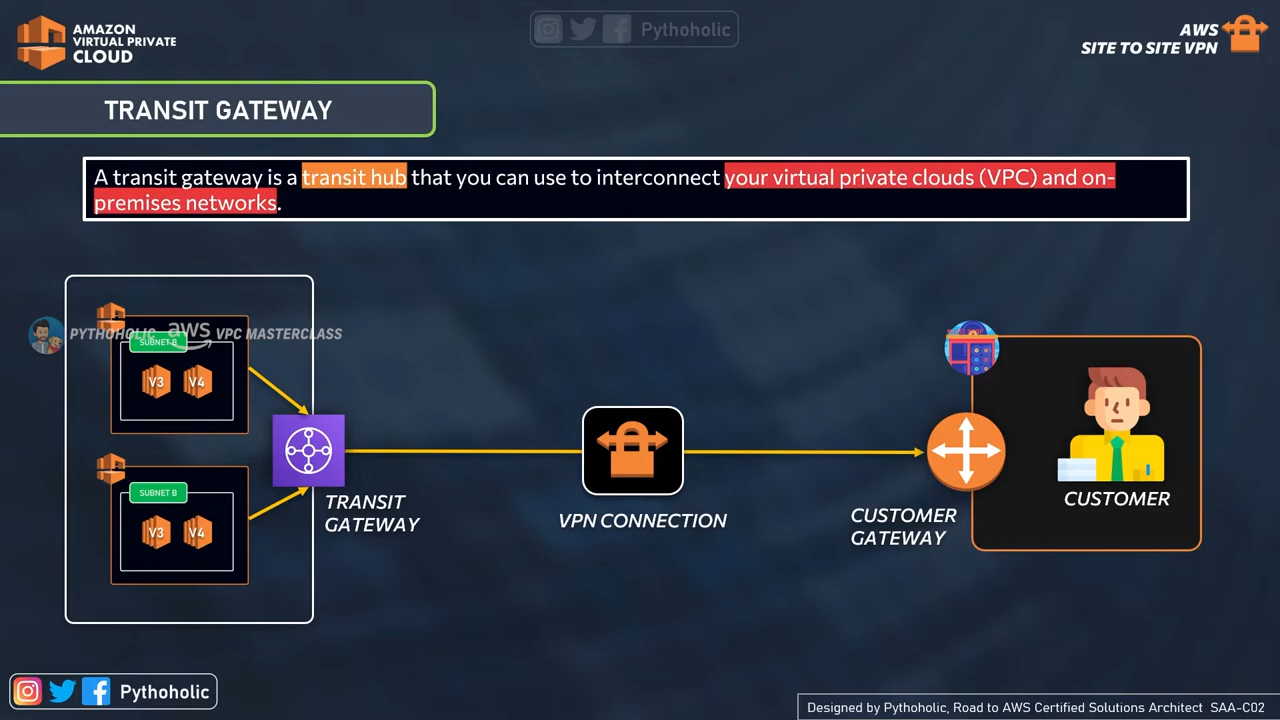 AMAZON
VIRTUAL PRIVATE
CLOUD
Pythoholic
AWS
SITE TO SITE VPN
TRANSIT GATEWAY
A transit gateway is a transit hub that you can use to interconnect your virtual private clouds (VPC) and on-
premises networks.
PYTHOHOLIC aws VPC MASTERCLASS
SUBNET B
V3 V4
SUBNET B
V3 V4
TRANSIT
GATEWAY
VPN CONNECTION
CUSTOMER
GATEWAY
CUSTOMER
Pythoholic
Designed by Pythoholic, Road to AWS Certified Solutions Architect SAA-C02